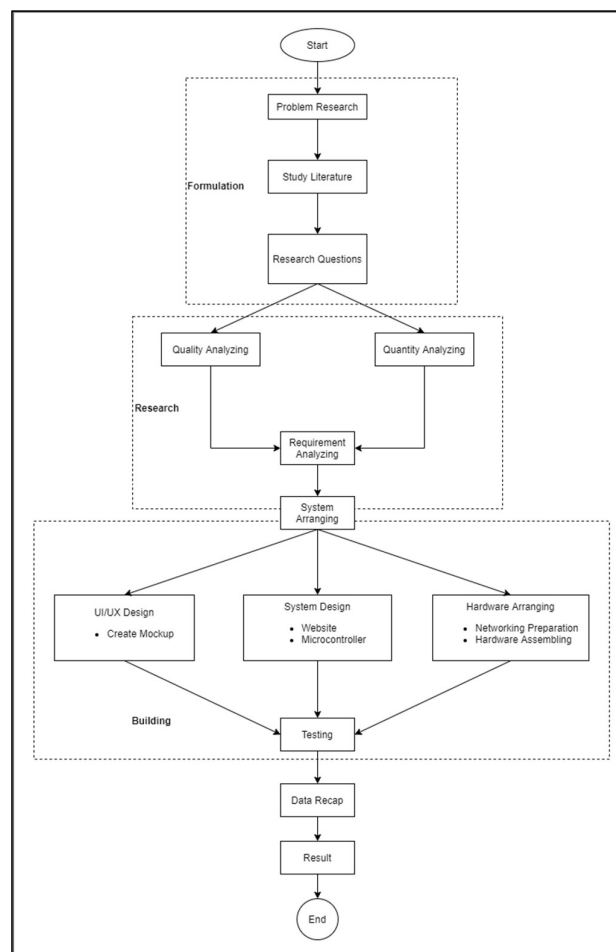 Start
Problem Research
Study Literature
Formulation
Research Questions
Quality Analyzing
Quantity Analyzing
Research
Requirement
Analyzing
System
Arranging
UI/UX Design
• Create Mockup
System Design
• Website
• Microcontroller
Hardware Arranging
• Networking Preparation
• Hardware Assembling
Building
Testing
Data Recap
Result
End